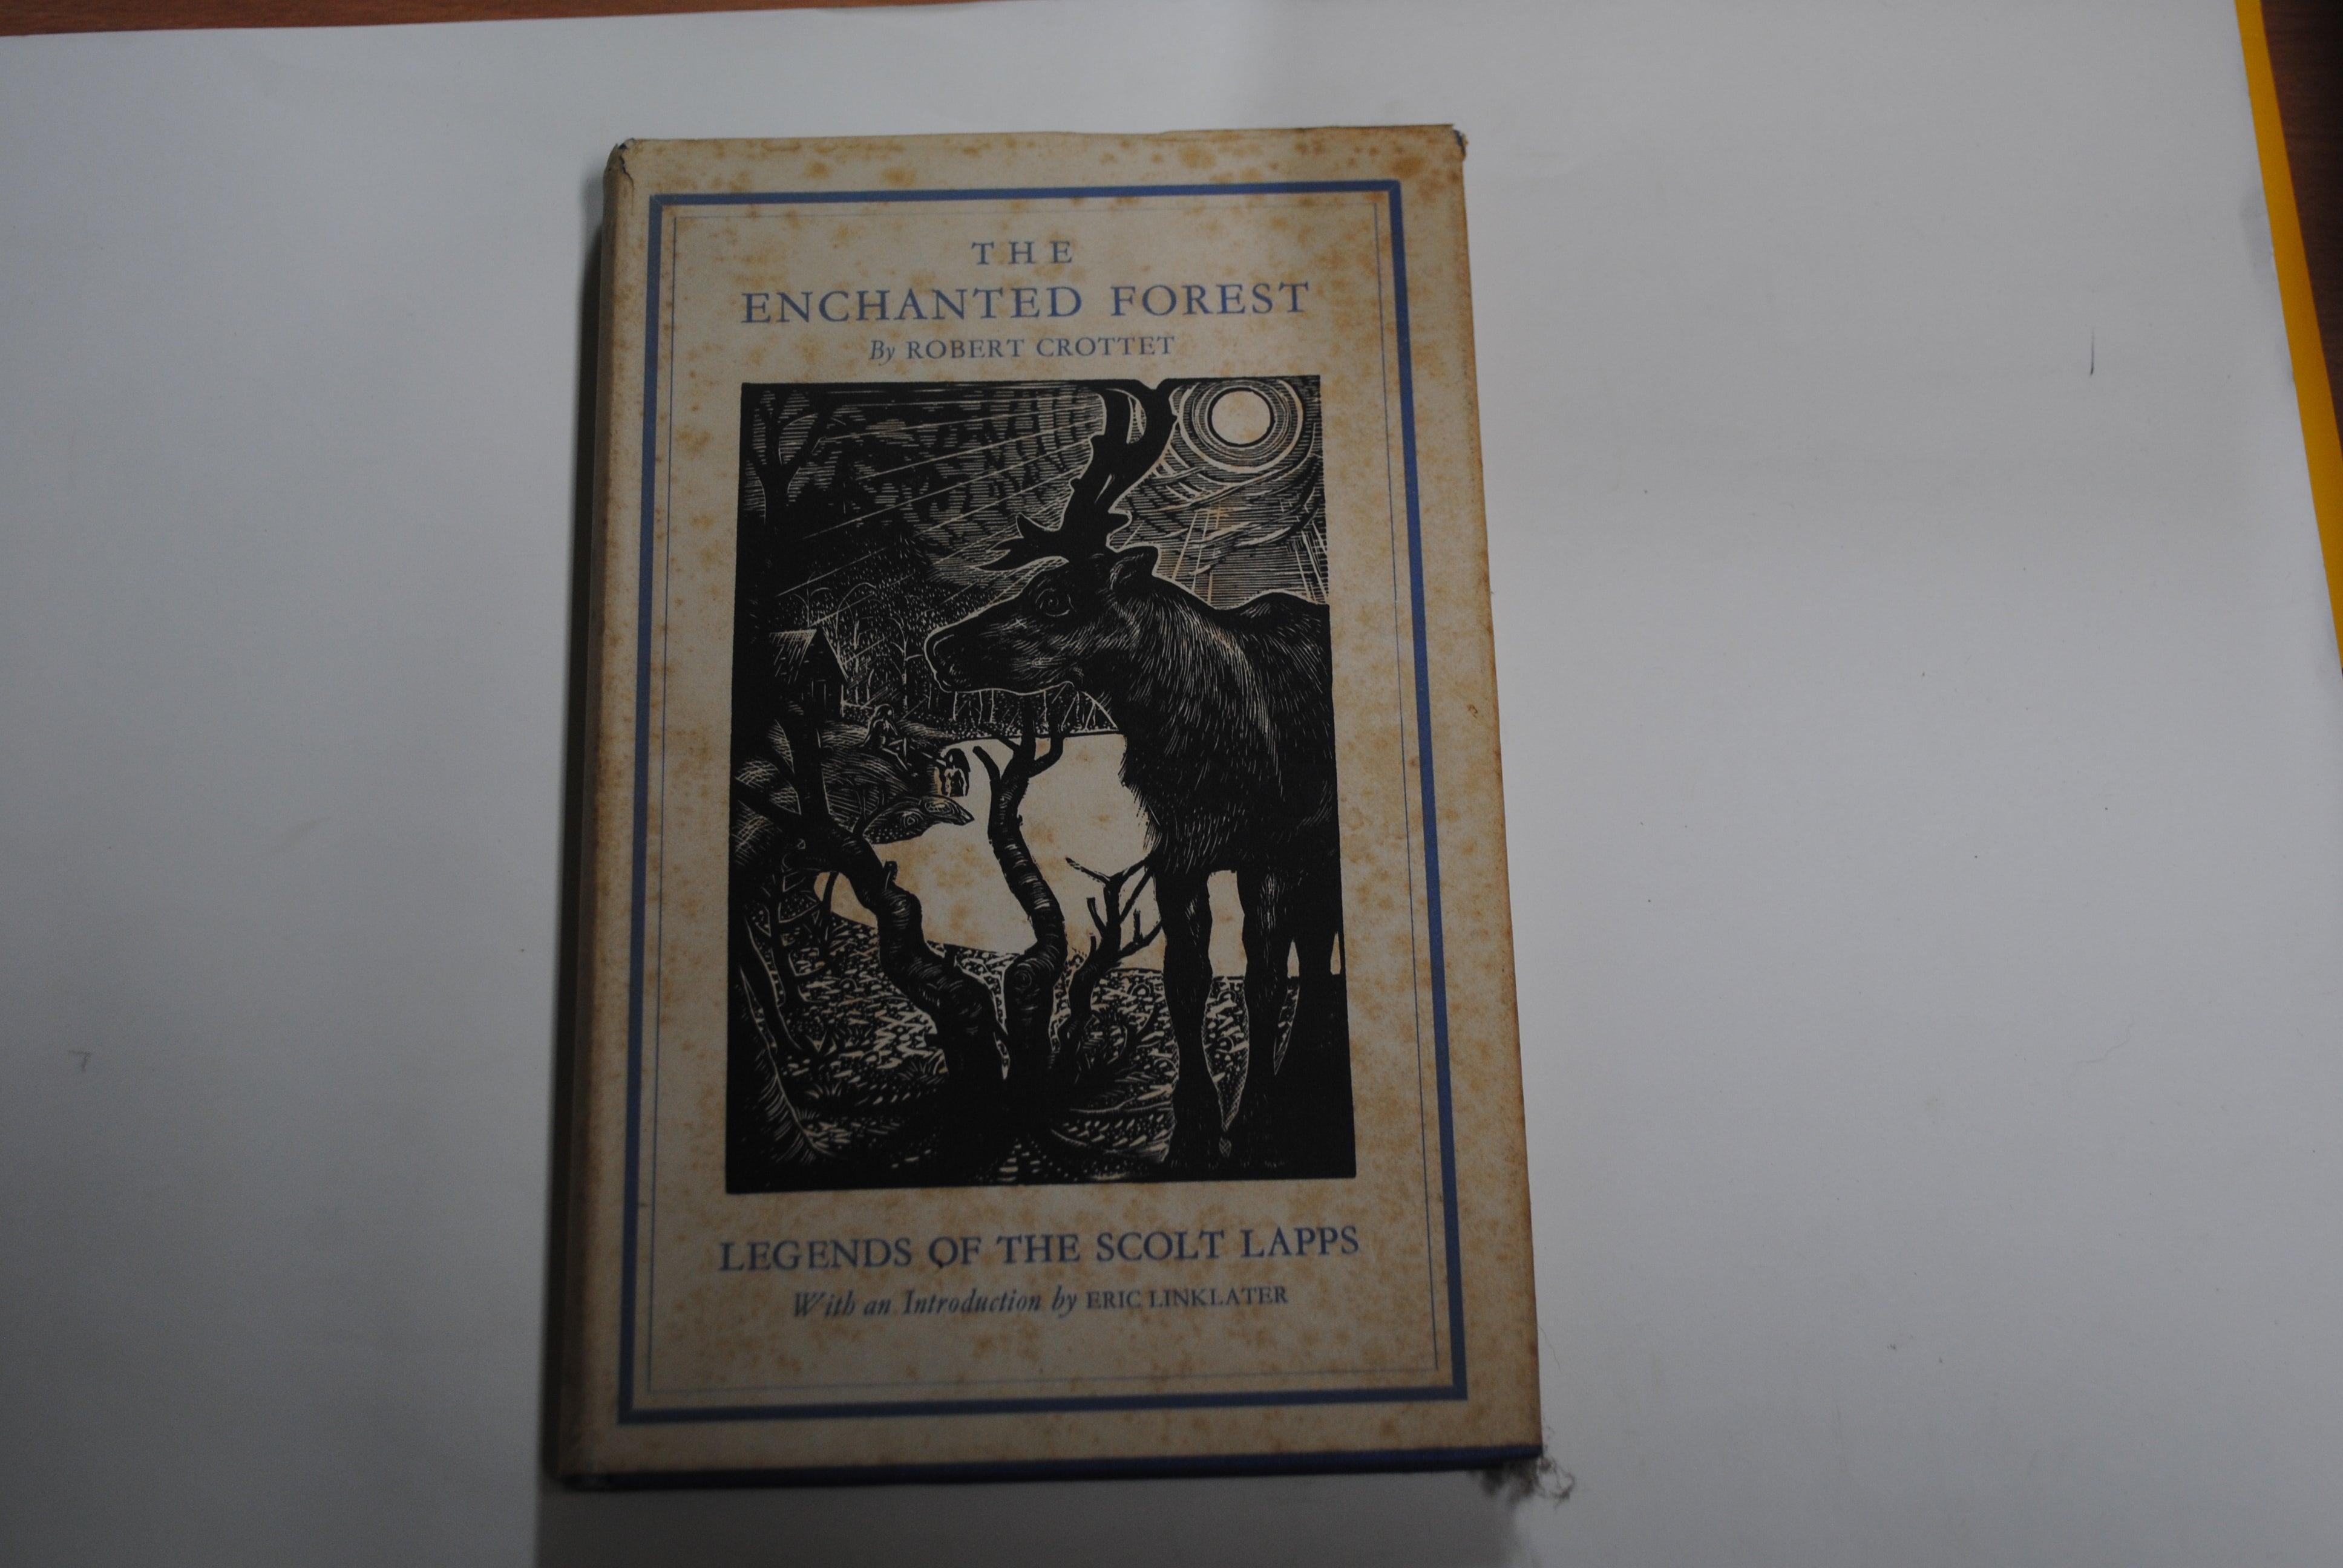 THE
ENCHANTED FOREST
By ROBERT CROTTET
LEGENDS OF THE SCOLT LAPPS
With an Introduction by ERIC LINKLATER